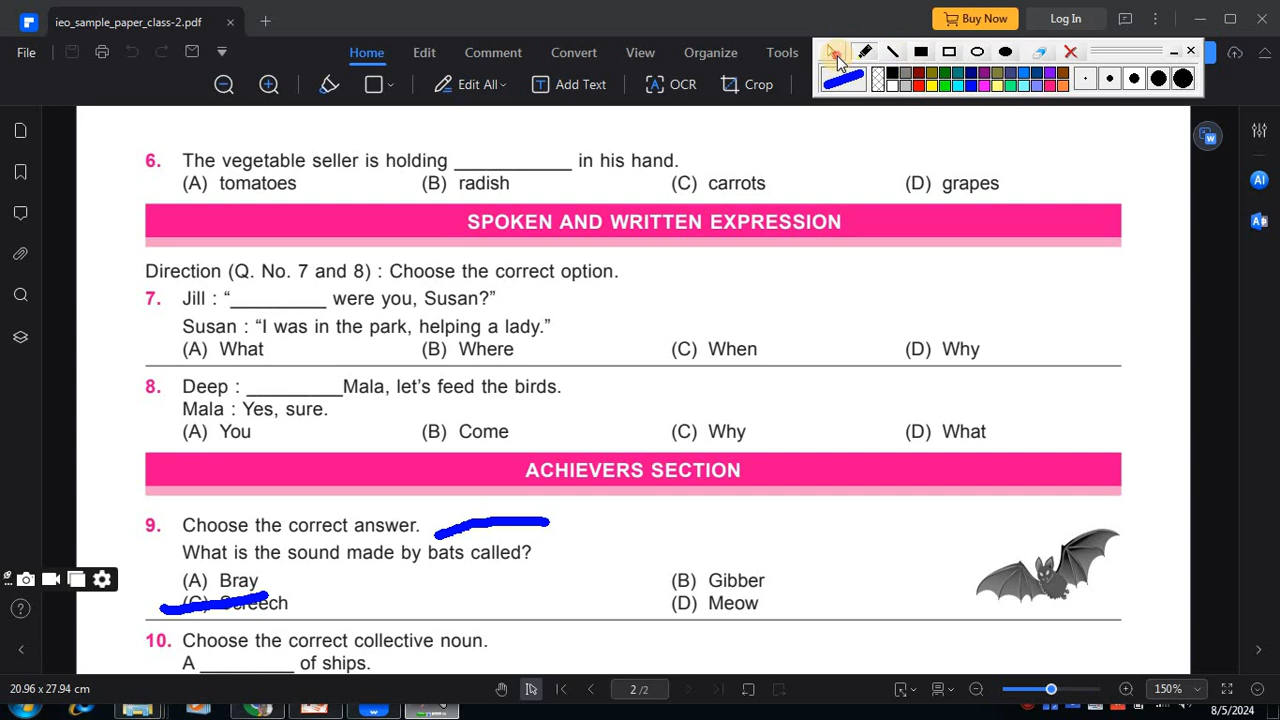 ieo_sample_paper_class-2.pdf
Buy Now
Log In
File
Home
Edit
Comment
Convert
View
Organize
Tools
Edit All
Add Text
OCR
Crop
6. The vegetable seller is holding ____________ in his hand.
(A) tomatoes (B) radish (C) carrots (D) grapes
SPOKEN AND WRITTEN EXPRESSION
Direction (Q. No. 7 and 8) : Choose the correct option.
7. Jill : “__________ were you, Susan?”
Susan : “I was in the park, helping a lady.”
(A) What (B) Where (C) When (D) Why
8. Deep : __________Mala, let’s feed the birds.
Mala : Yes, sure.
(A) You (B) Come (C) Why (D) What
ACHIEVERS SECTION
9. Choose the correct answer.
What is the sound made by bats called?
(A) Bray (B) Gibber
(C) Screech (D) Meow
10. Choose the correct collective noun.
A __________ of ships.
AI
20.96 x 27.94 cm
2 /2
150%
8/5/2024